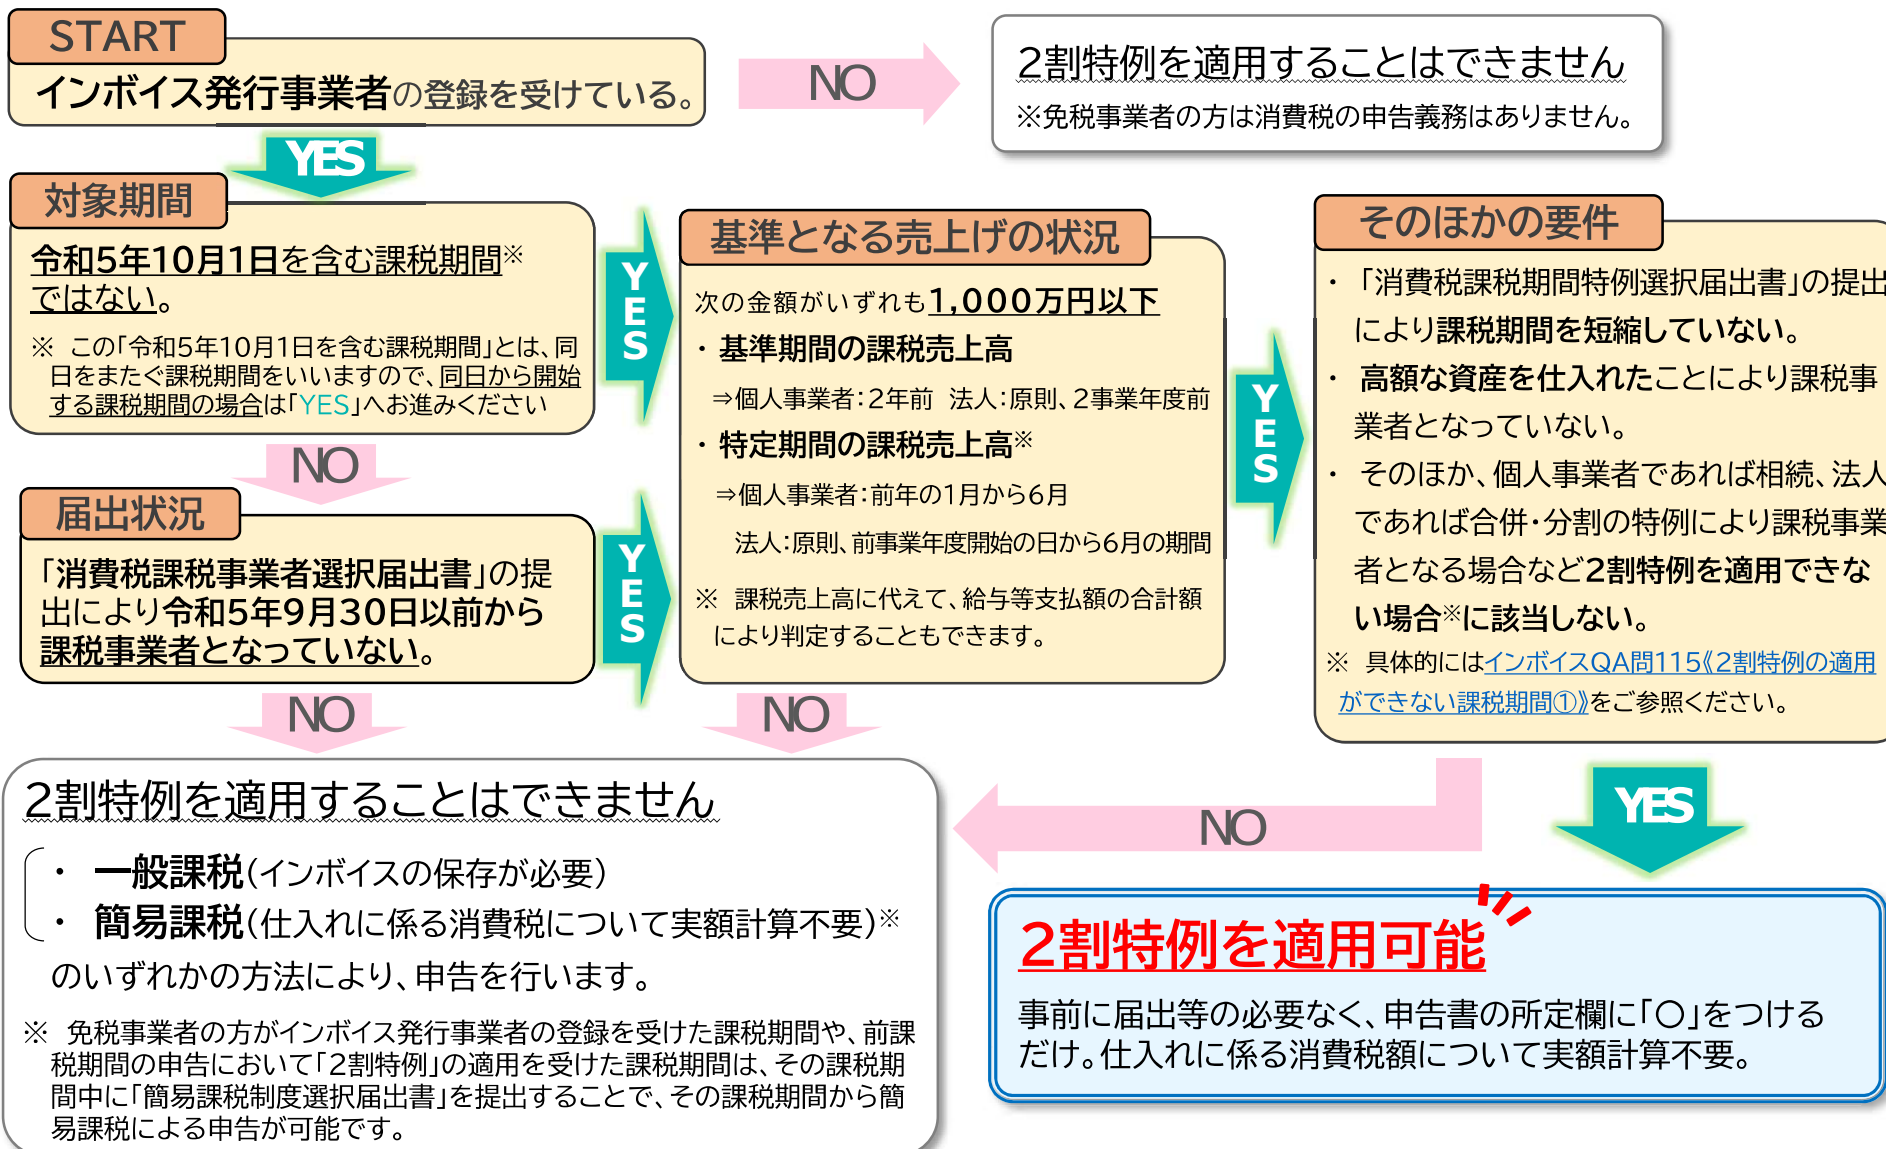 START
インボイス発行事業者の登録を受けている。
NO
2割特例を適用することはできません
※免税事業者の方は消費税の申告義務はありません。
YES
対象期間
令和5年10月1日を含む課税期間※
ではない。
※ この「令和5年10月1日を含む課税期間」とは、同
日をまたぐ課税期間をいいますので、同日から開始
する課税期間の場合は「YES」へお進みください
YES
NO
届出状況
「消費税課税事業者選択届出書」の提
出により令和5年9月30日以前から
課税事業者となっていない。
YES
NO
基準となる売上げの状況
次の金額がいずれも1,000万円以下
・ 基準期間の課税売上高
⇒個人事業者：2年前 法人：原則、2事業年度前
・ 特定期間の課税売上高※
⇒個人事業者：前年の1月から6月
法人：原則、前事業年度開始の日から6月の期間
※ 課税売上高に代えて、給与等支払額の合計額
により判定することもできます。
YES
NO
そのほかの要件
・ 「消費税課税期間特例選択届出書」の提出
により課税期間を短縮していない。
・ 高額な資産を仕入れたことにより課税事
業者となっていない。
・ そのほか、個人事業者であれば相続、法人
であれば合併・分割の特例により課税事業
者となる場合など2割特例を適用できな
い場合※に該当しない。
※ 具体的にはインボイスQA問115《2割特例の適用
ができない課税期間①》をご参照ください。
NO
YES
2割特例を適用することはできません
・ 一般課税(インボイスの保存が必要)
・ 簡易課税(仕入れに係る消費税について実額計算不要)※
のいずれかの方法により、申告を行います。
※ 免税事業者の方がインボイス発行事業者の登録を受けた課税期間や、前課
税期間の申告において「2割特例」の適用を受けた課税期間は、その課税期
間中に「簡易課税制度選択届出書」を提出することで、その課税期間から簡
易課税による申告が可能です。
2割特例を適用可能
事前に届出等の必要なく、申告書の所定欄に「〇」をつける
だけ。仕入れに係る消費税額について実額計算不要。